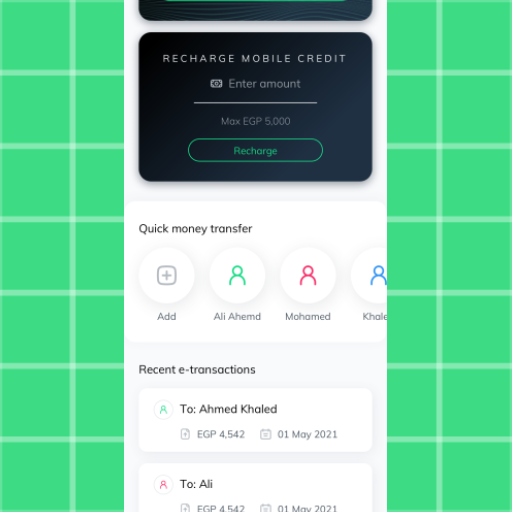 RECHARGE MOBILE CREDIT
Enter amount
Max EGP 5,000
Recharge
Quick money transfer
Add
Ali Ahemd
Mohamed
Khale
Recent e-transactions
To: Ahmed Khaled
EGP 4,542
01 May 2021
To: Ali
EGP 4,542
01 May 2021